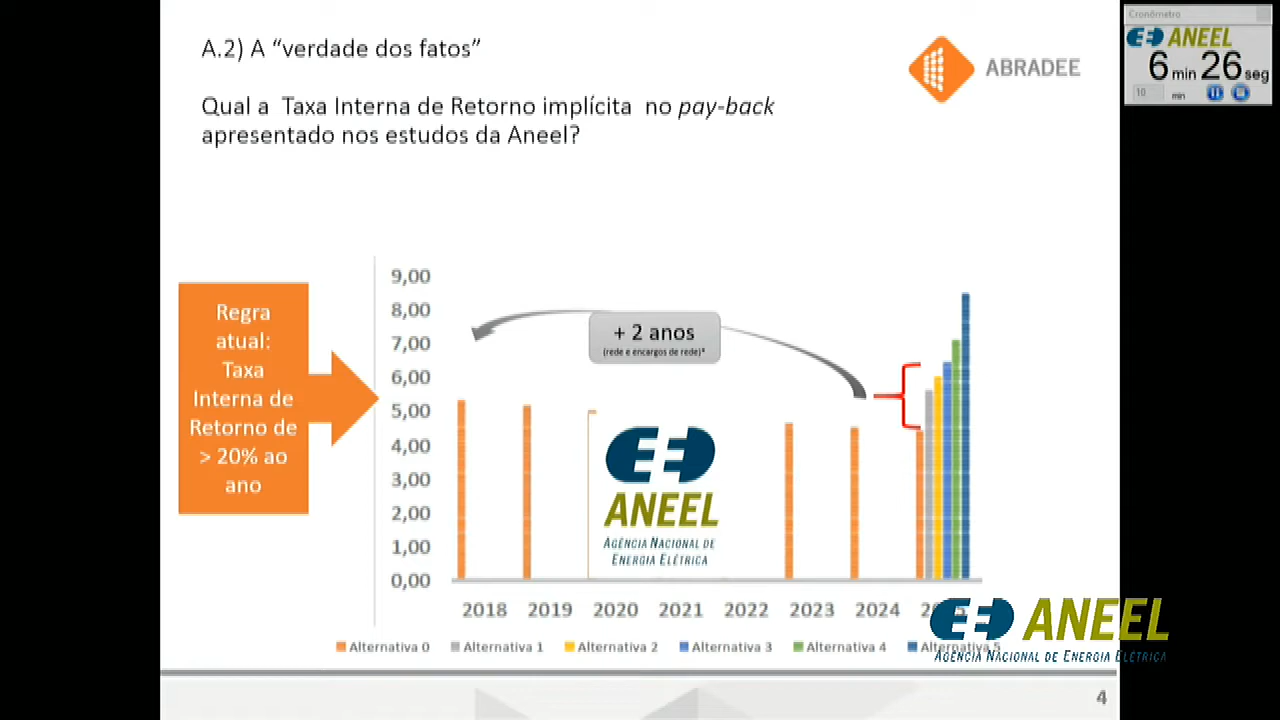 A.2) A “verdade dos fatos”
Qual a Taxa Interna de Retorno implícita no pay-back
apresentado nos estudos da Aneel?
ABRADEE
Cronômetro
ANEEL
6 min 26 seg
10 min
Regra
atual:
Taxa
Interna de
Retorno de
> 20% ao
ano
9,00
8,00
7,00
6,00
5,00
4,00
3,00
2,00
1,00
0,00
+ 2 anos
(rede e encargos de rede)*
ANEEL
AGÊNCIA NACIONAL DE
ENERGIA ELÉTRICA
2018 2019 2020 2021 2022 2023 2024
Alternativa 0 Alternativa 1 Alternativa 2 Alternativa 3 Alternativa 4 Alternativa 5
ANEEL
AGÊNCIA NACIONAL DE ENERGIA ELÉTRICA
4